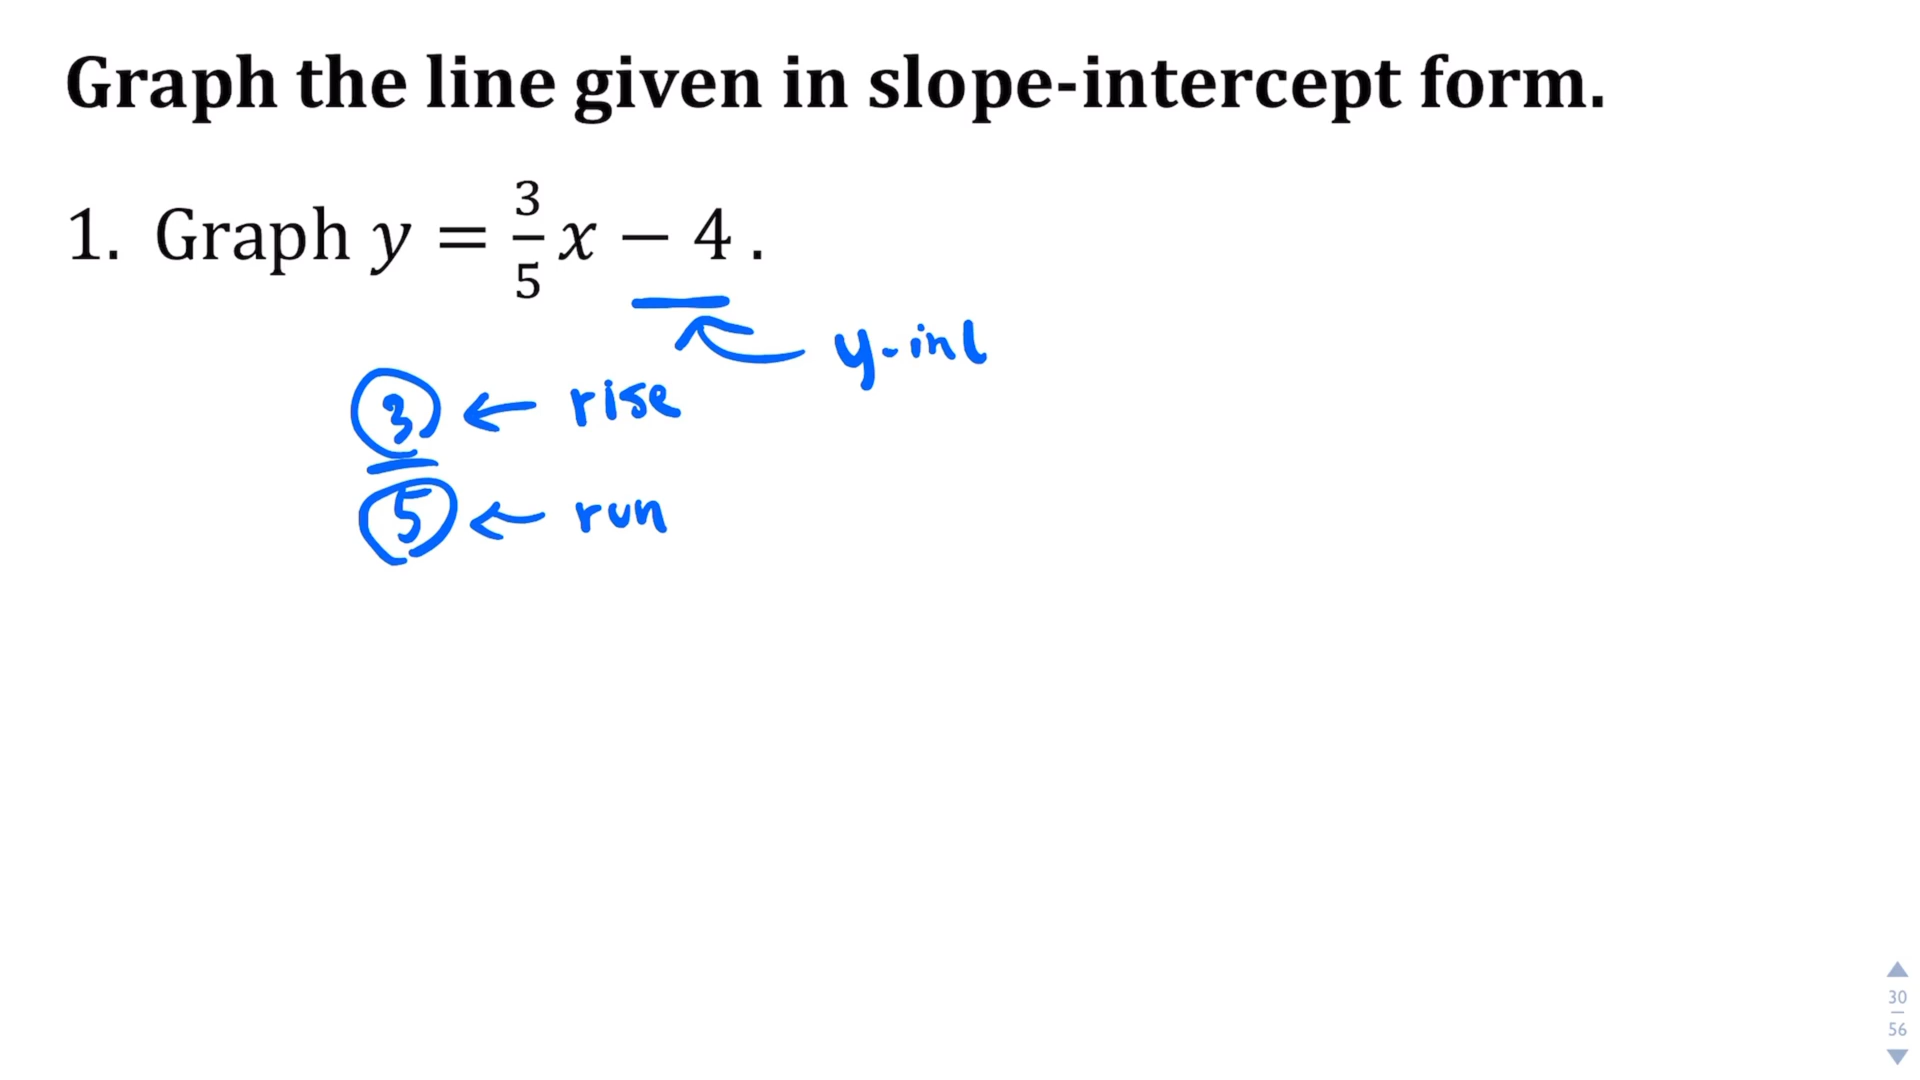 Graph the line given in slope-intercept form.
1. Graph y = 3/5 x − 4 .
y-int
3 ← rise
5 ← run
30
56